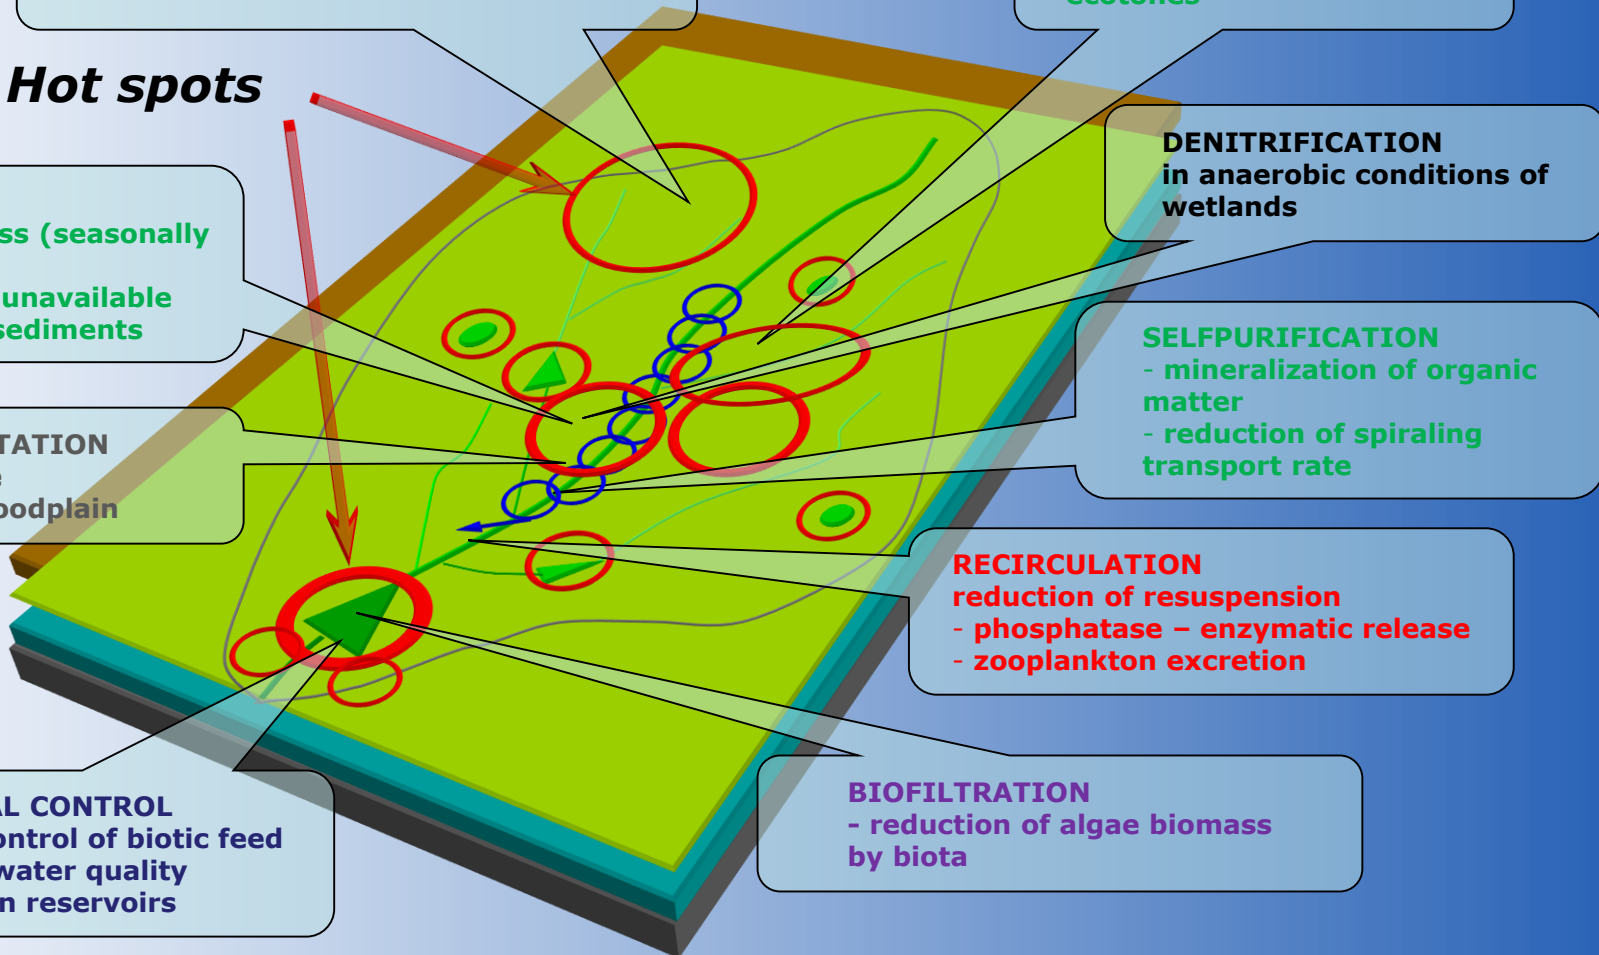 ecotones
Hot spots
DENITRIFICATION
in anaerobic conditions of
wetlands
ss (seasonally
unavailable
sediments
SELFPURIFICATION
- mineralization of organic
matter
- reduction of spiraling
transport rate
TATION
e
oodplain
RECIRCULATION
reduction of resuspension
- phosphatase – enzymatic release
- zooplankton excretion
AL CONTROL
ontrol of biotic feed
water quality
n reservoirs
BIOFILTRATION
- reduction of algae biomass
by biota